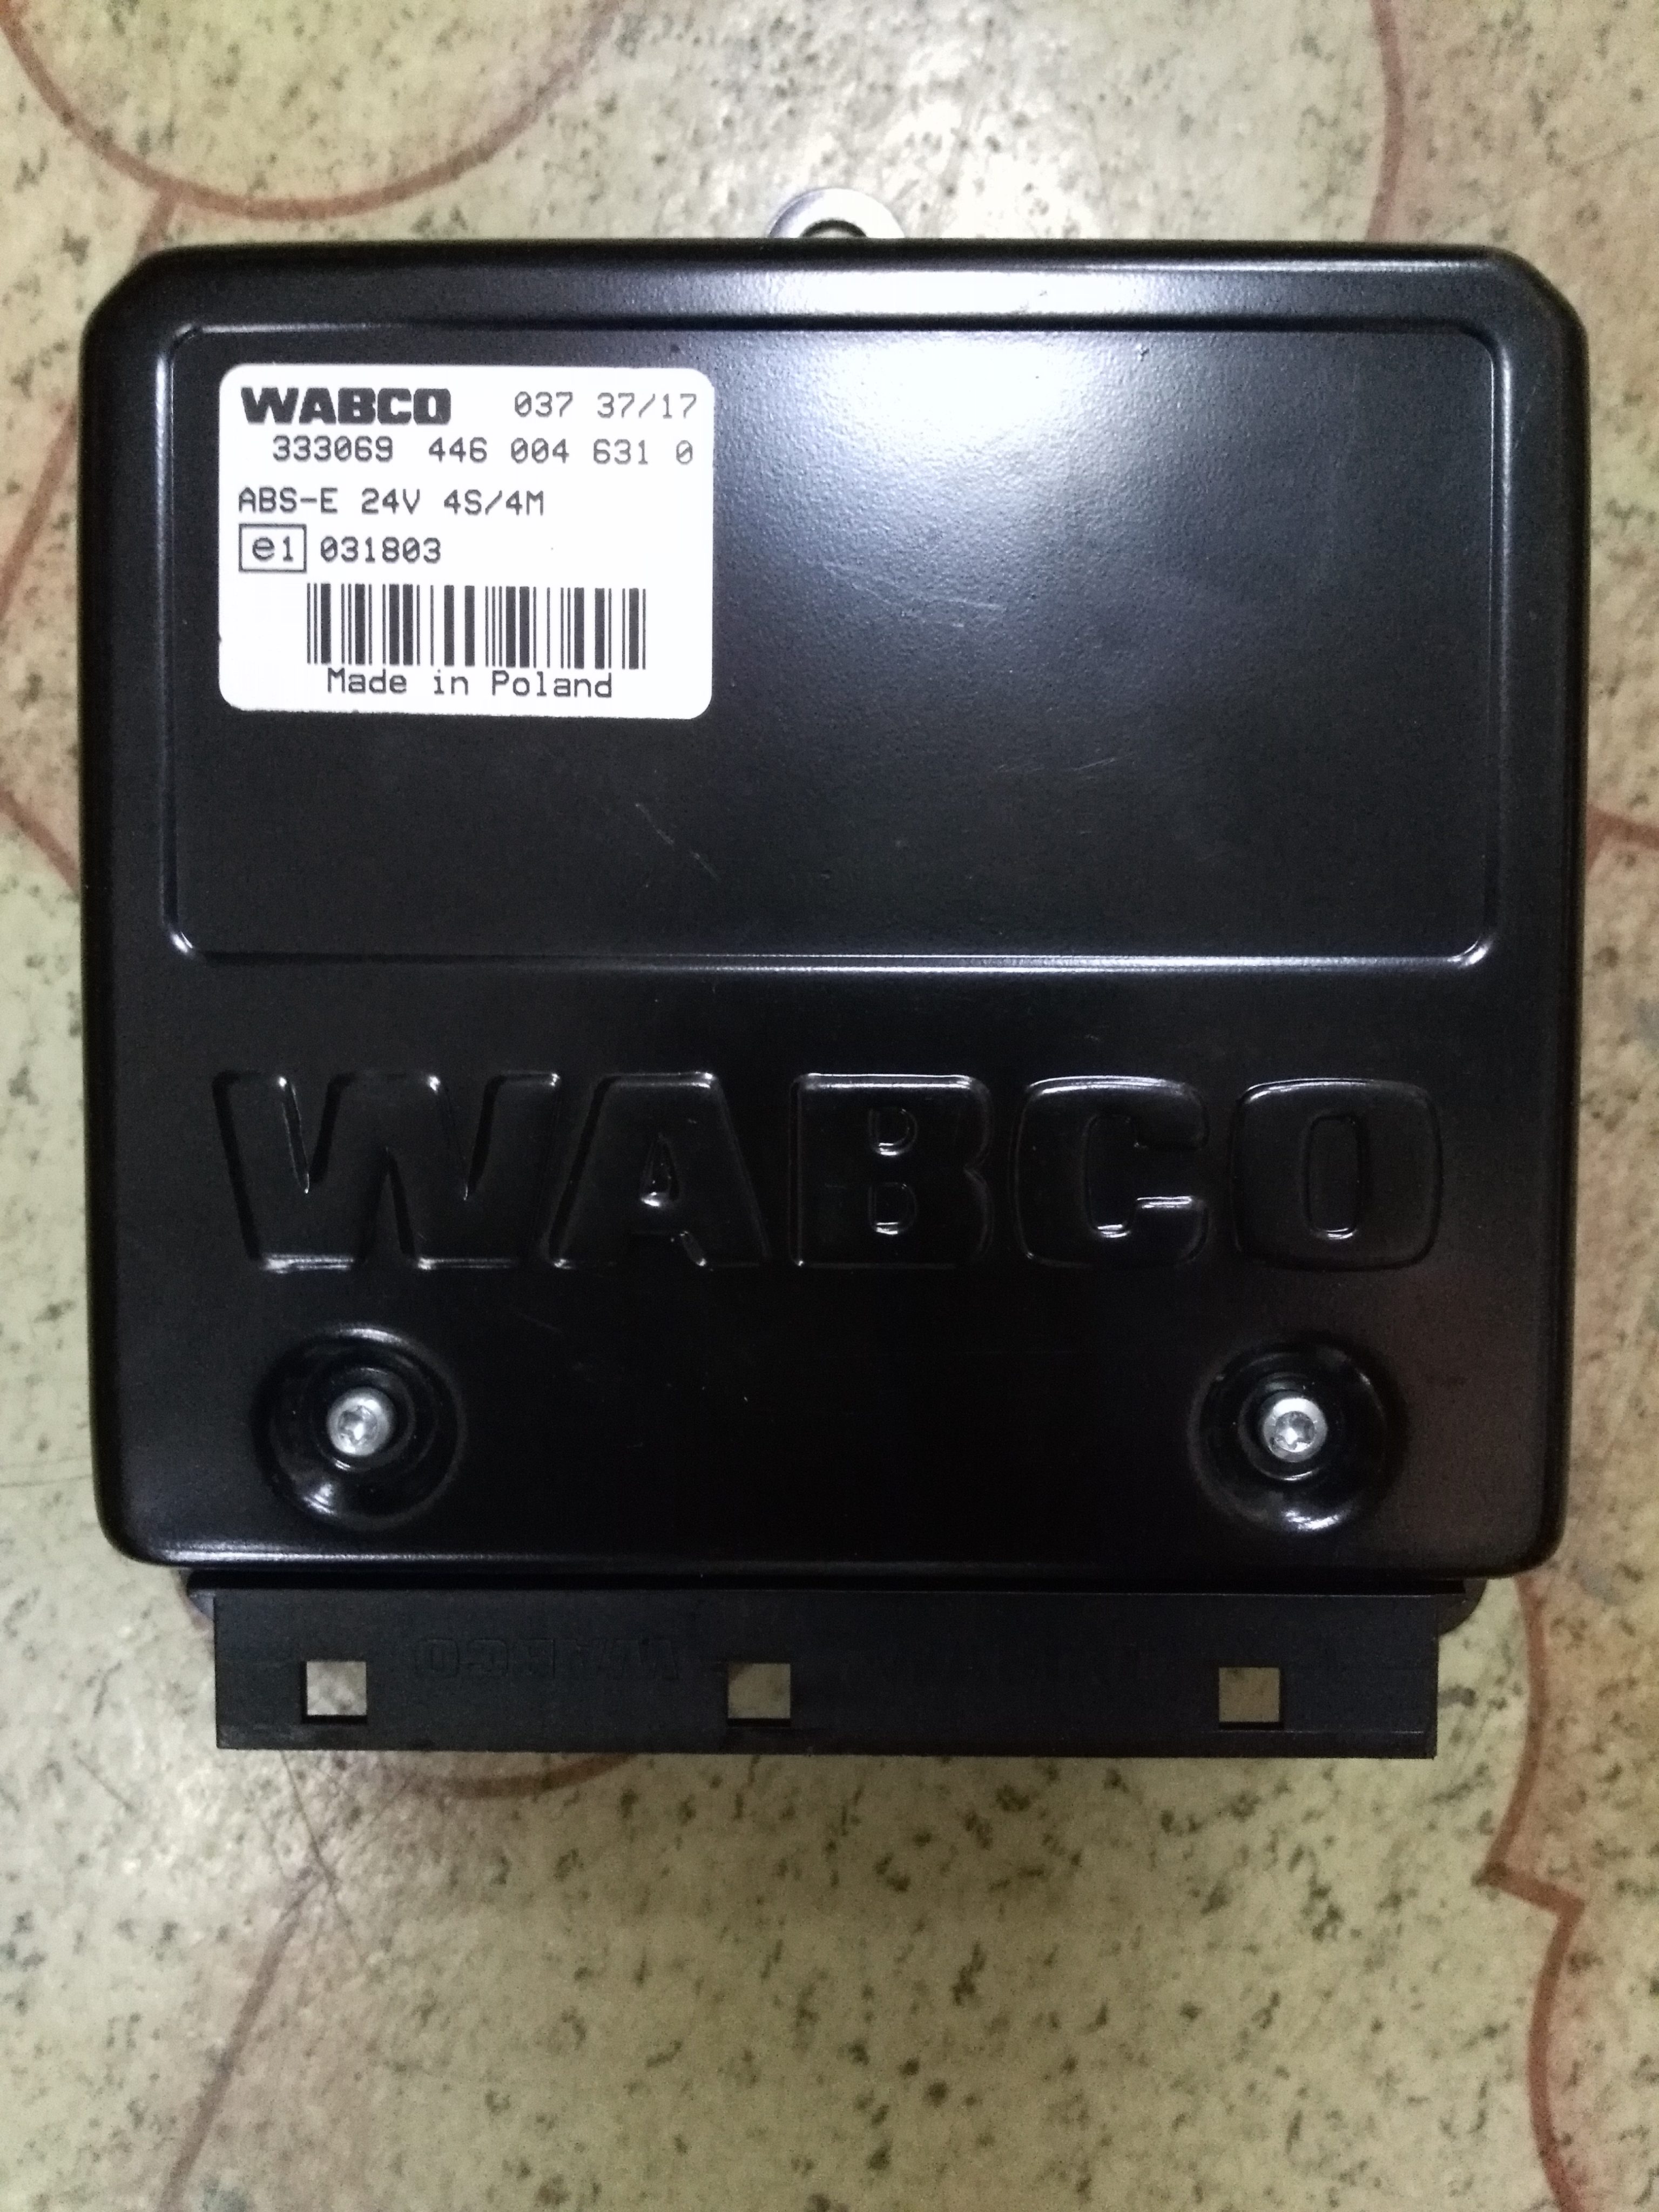 WABCO 037 37/17
333069 446 004 631 0
ABS-E 24V 4S/4M
e1 031803
Made in Poland
WABCO
WABCO